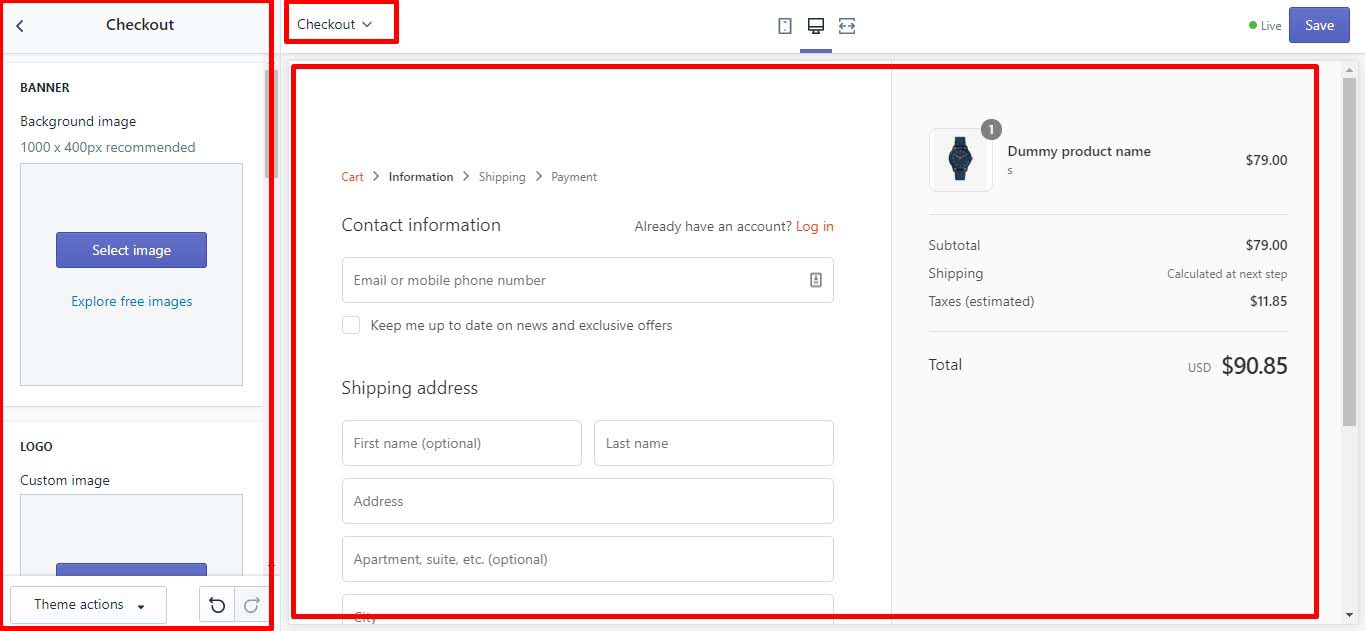 Checkout
BANNER
Background image
1000 x 400px recommended
Select image
Explore free images
LOGO
Custom image
Theme actions
Checkout
Live
Save
Cart > Information > Shipping > Payment
Contact information
Already have an account? Log in
Email or mobile phone number
Keep me up to date on news and exclusive offers
Shipping address
First name (optional)
Last name
Address
Apartment, suite, etc. (optional)
City
1
Dummy product name
s
$79.00
Subtotal
$79.00
Shipping
Calculated at next step
Taxes (estimated)
$11.85
Total
USD $90.85